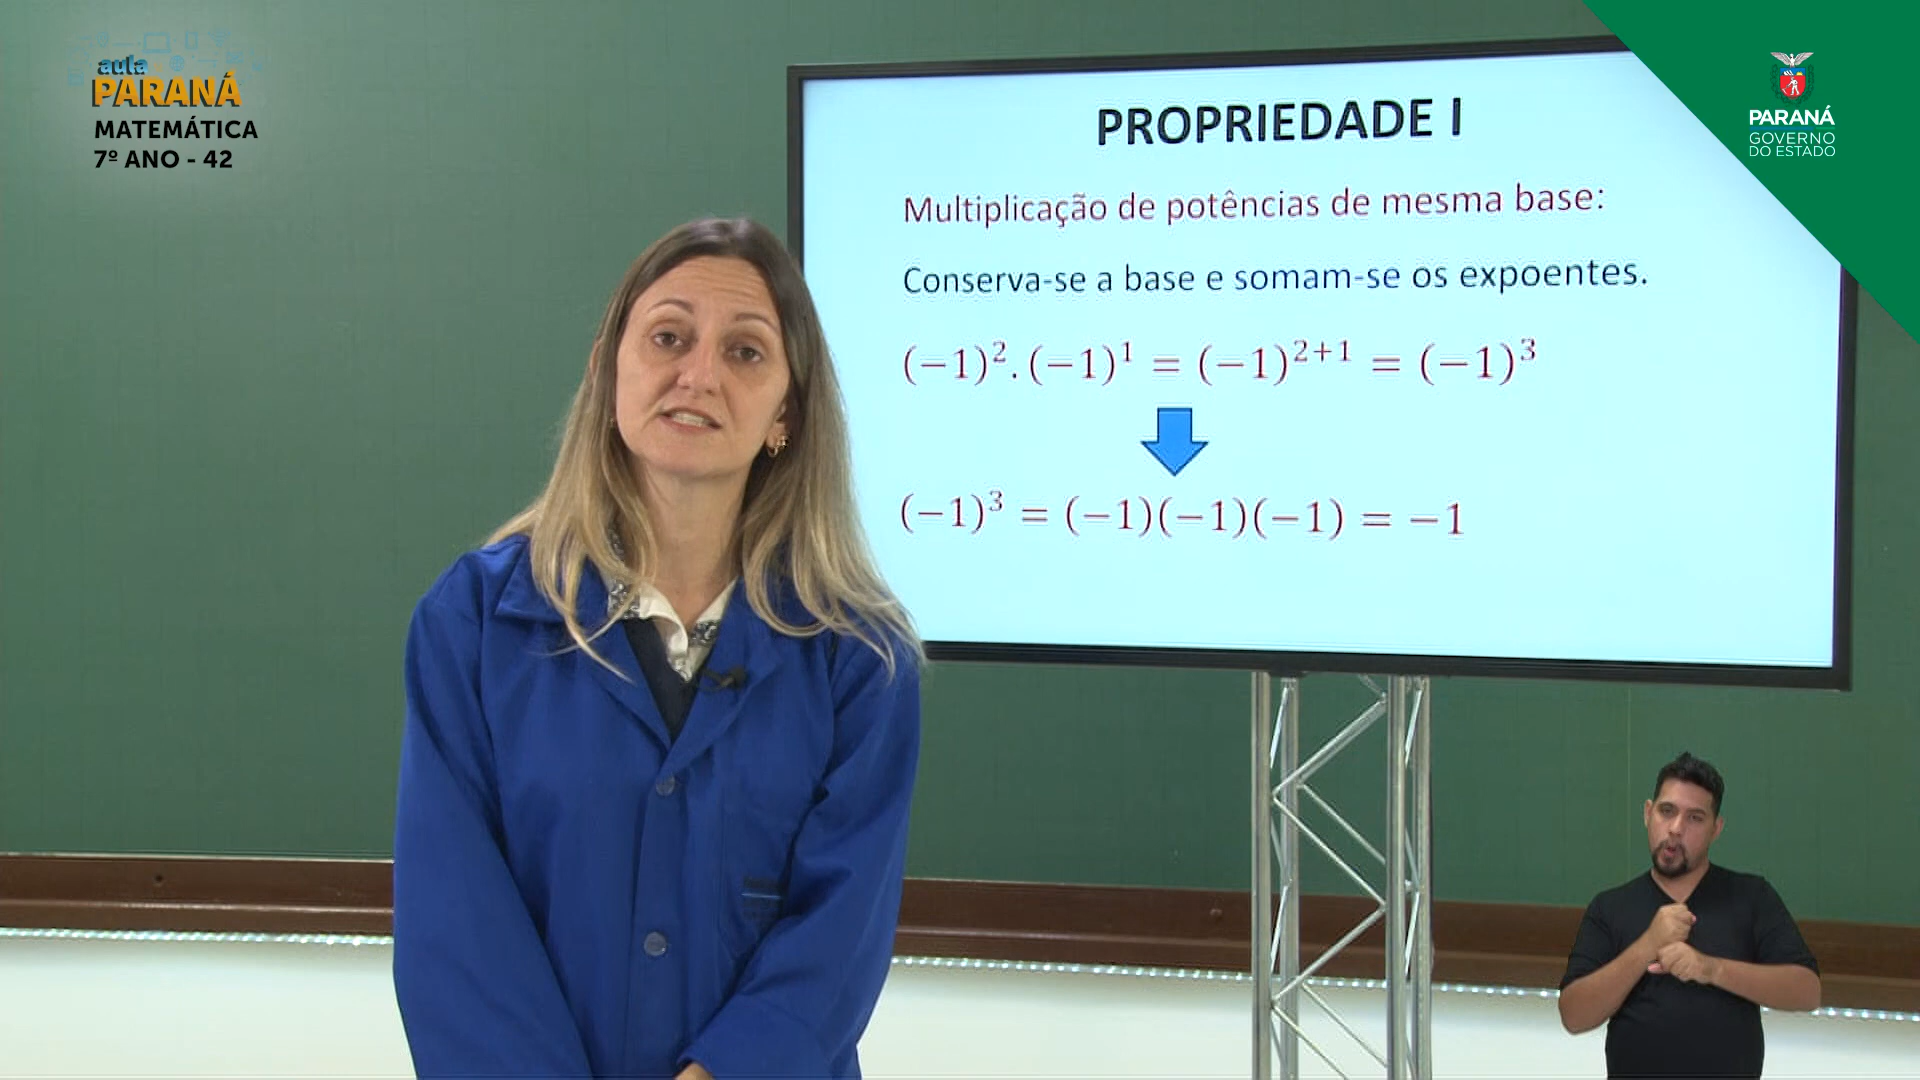 aula
PARANÁ
MATEMÁTICA
7º ANO - 42
PROPRIEDADE I
Multiplicação de potências de mesma base:
Conserva-se a base e somam-se os expoentes.
(−1)². (−1)¹ = (−1)²⁺¹ = (−1)³
(−1)³ = (−1)(−1)(−1) = −1
PARANÁ
GOVERNO
DO ESTADO